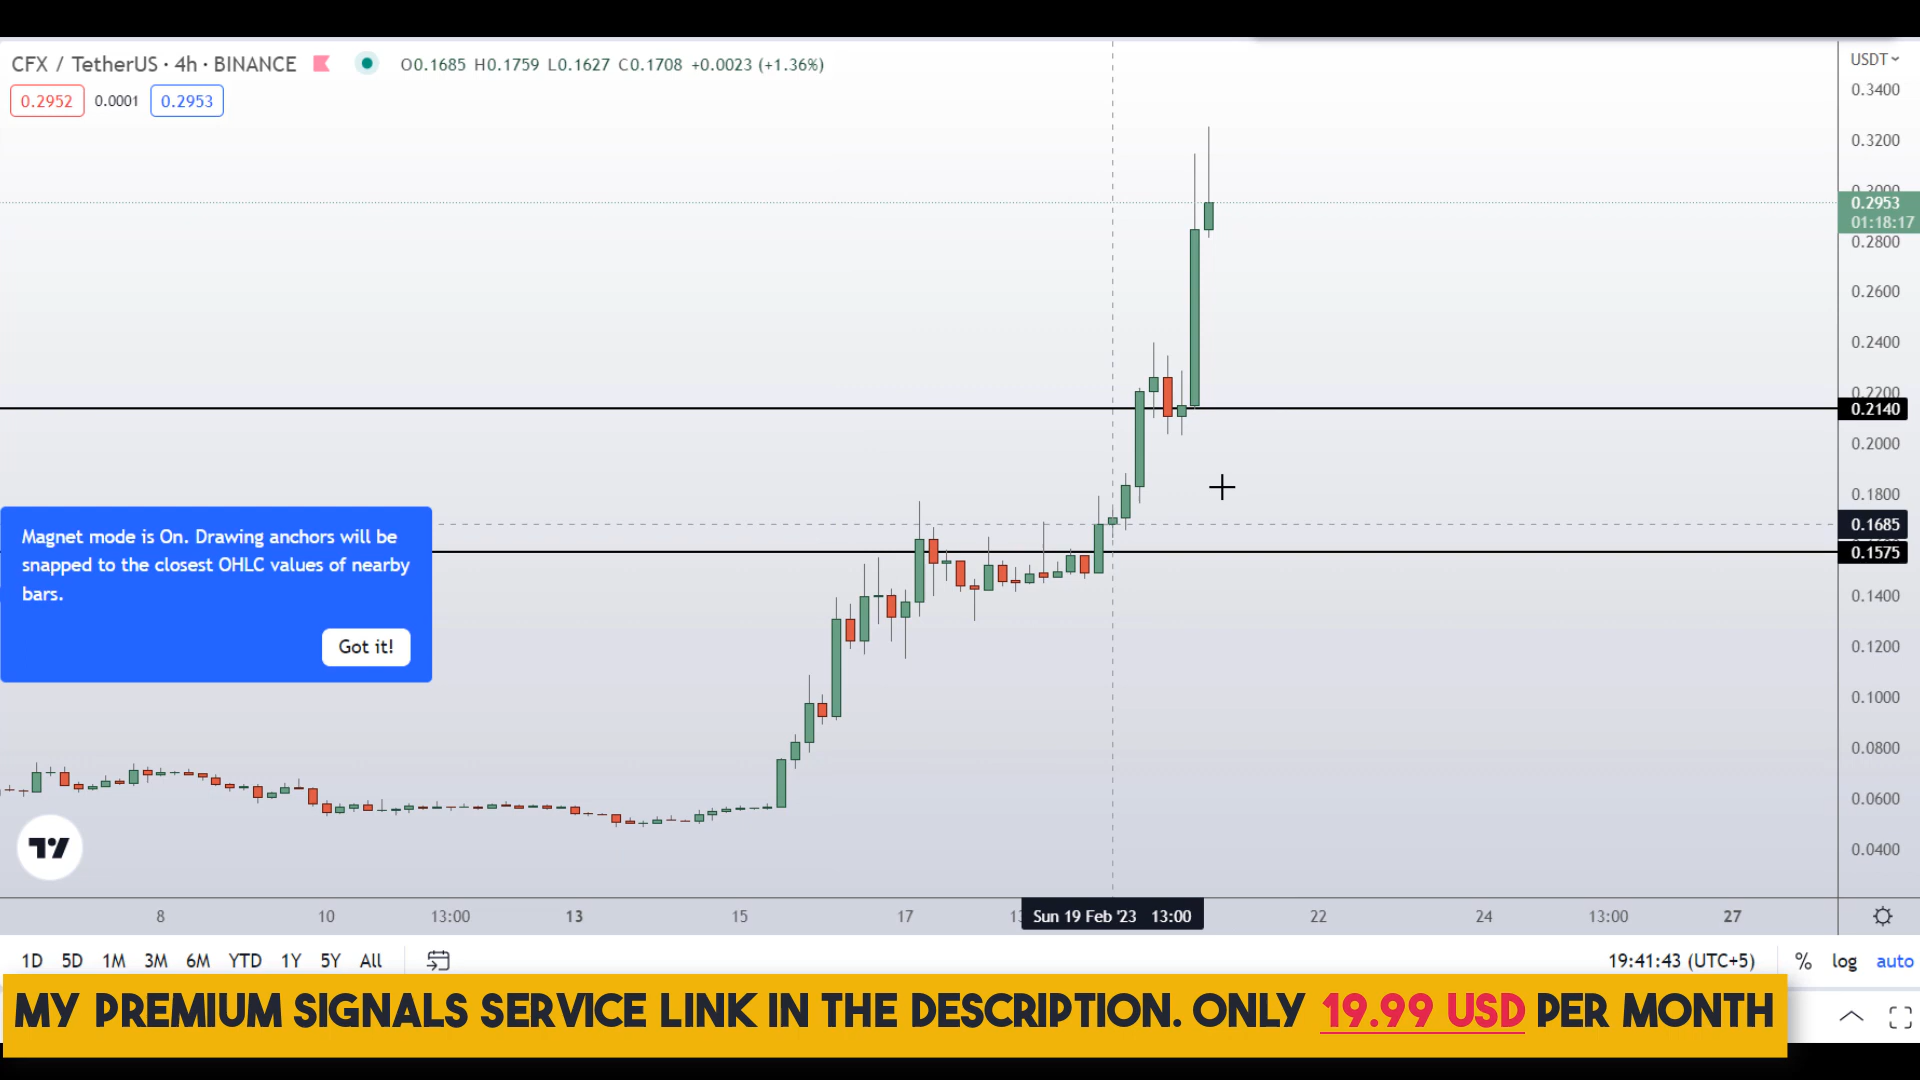 CFX / TetherUS · 4h · BINANCE O0.1685 H0.1759 L0.1627 C0.1708 +0.0023 (+1.36%)
0.2952 0.0001 0.2953
USDT
0.3400
0.3200
0.2953
01:18:17
0.2800
0.2600
0.2400
0.2200
0.2140
0.2000
0.1800
0.1685
0.1575
0.1400
0.1200
0.1000
0.0800
0.0600
0.0400
Magnet mode is On. Drawing anchors will be
snapped to the closest OHLC values of nearby
bars.
Got it!
8 10 13:00 13 15 17 Sun 19 Feb '23 13:00 22 24 13:00 27
1D 5D 1M 3M 6M YTD 1Y 5Y All 19:41:43 (UTC+5) % log auto
MY PREMIUM SIGNALS SERVICE LINK IN THE DESCRIPTION. ONLY 19.99 USD PER MONTH